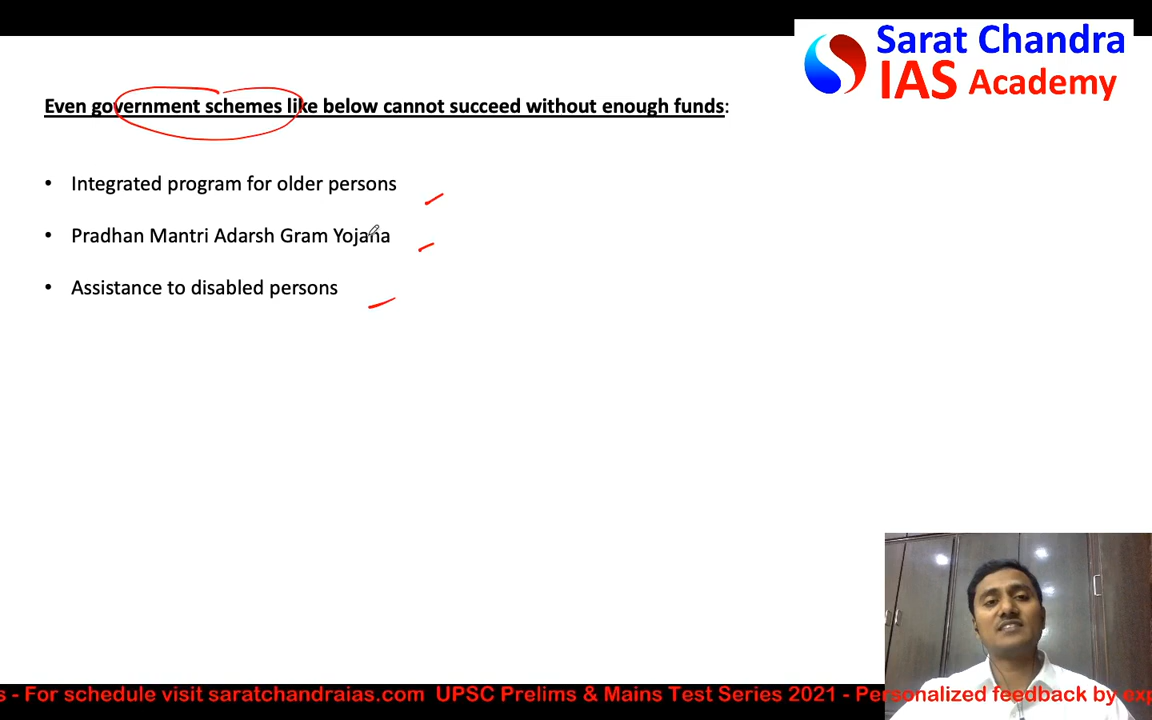 Sarat Chandra
IAS Academy
Even government schemes like below cannot succeed without enough funds:
• Integrated program for older persons
• Pradhan Mantri Adarsh Gram Yojana
• Assistance to disabled persons
s - For schedule visit saratchandraias.com UPSC Prelims & Mains Test Series 2021 - Personalized feedback by exp